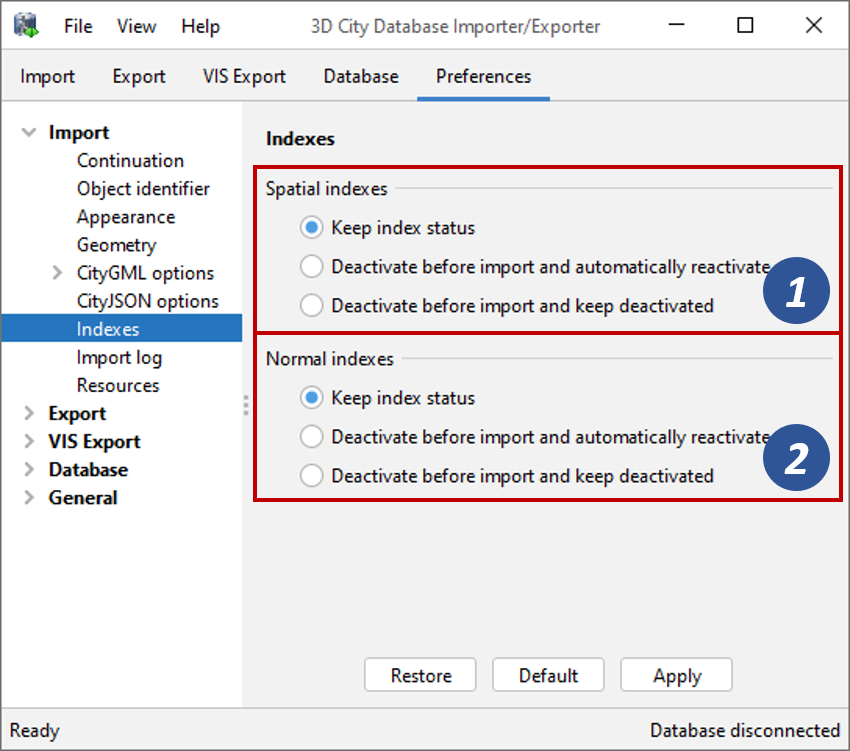 File View Help 3D City Database Importer/Exporter
Import Export VIS Export Database Preferences
Import
Continuation
Object identifier
Appearance
Geometry
CityGML options
CityJSON options
Indexes
Import log
Resources
Export
VIS Export
Database
General
Indexes
Spatial indexes
Keep index status
Deactivate before import and automatically reactivate
Deactivate before import and keep deactivated
1
Normal indexes
Keep index status
Deactivate before import and automatically reactivate
Deactivate before import and keep deactivated
2
Restore Default Apply
Ready Database disconnected